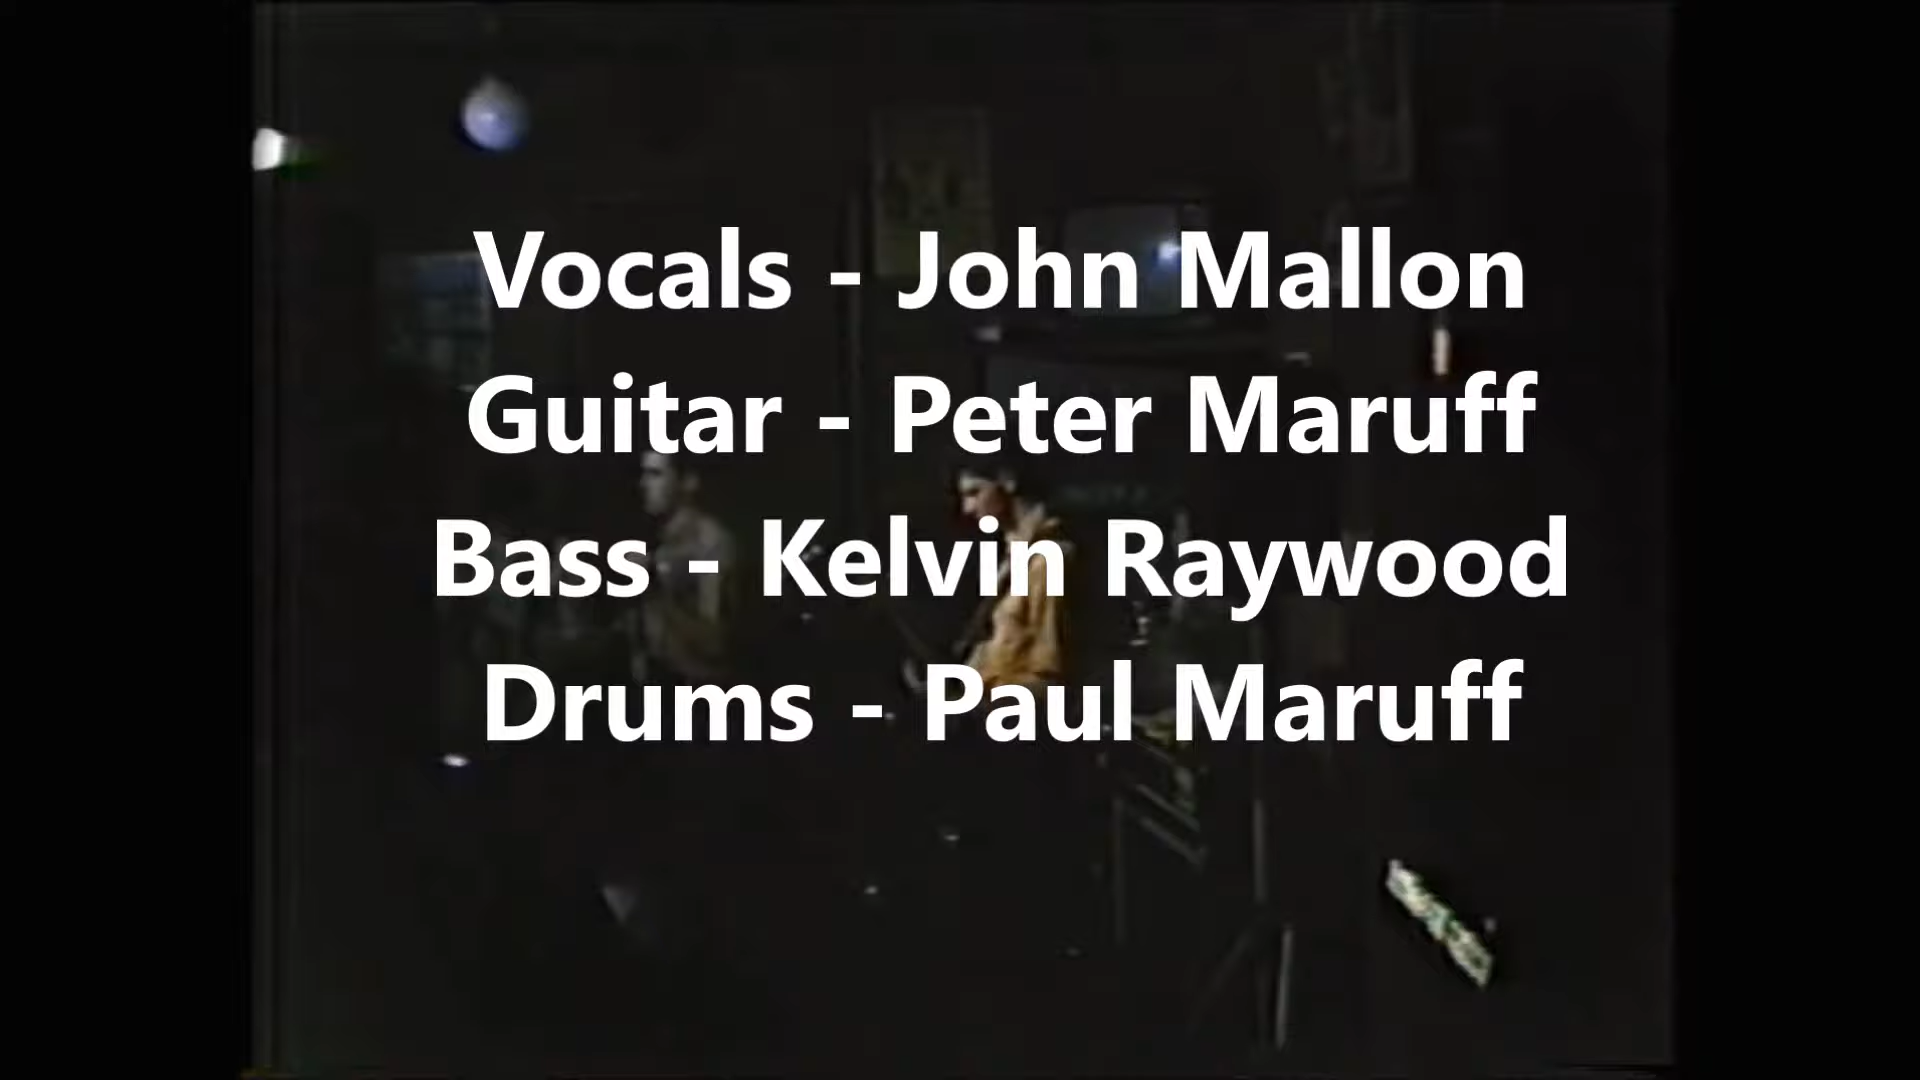 Vocals - John Mallon
Guitar - Peter Maruff
Bass - Kelvin Raywood
Drums - Paul Maruff